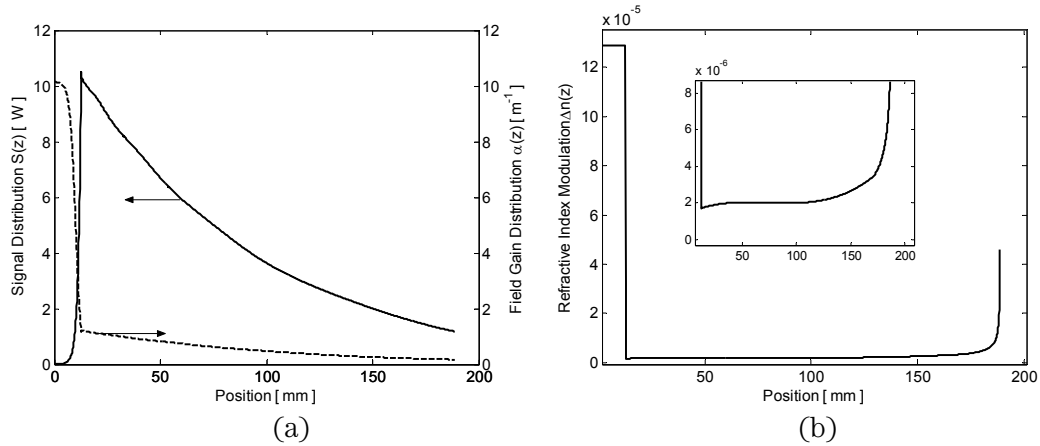 12
10
8
6
4
2
0
0 50 100 150 200
12
10
8
6
4
2
0
Signal Distribution S(z) [ W ]
Field Gain Distribution α(z) [ m⁻¹ ]
Position [ mm ]
(a)
x 10⁻⁵
12
10
8
6
4
2
0
50 100 150 200
Refractive Index Modulation Δn(z)
Position [ mm ]
x 10⁻⁶
8
6
4
2
0
50 100 150 200
(b)